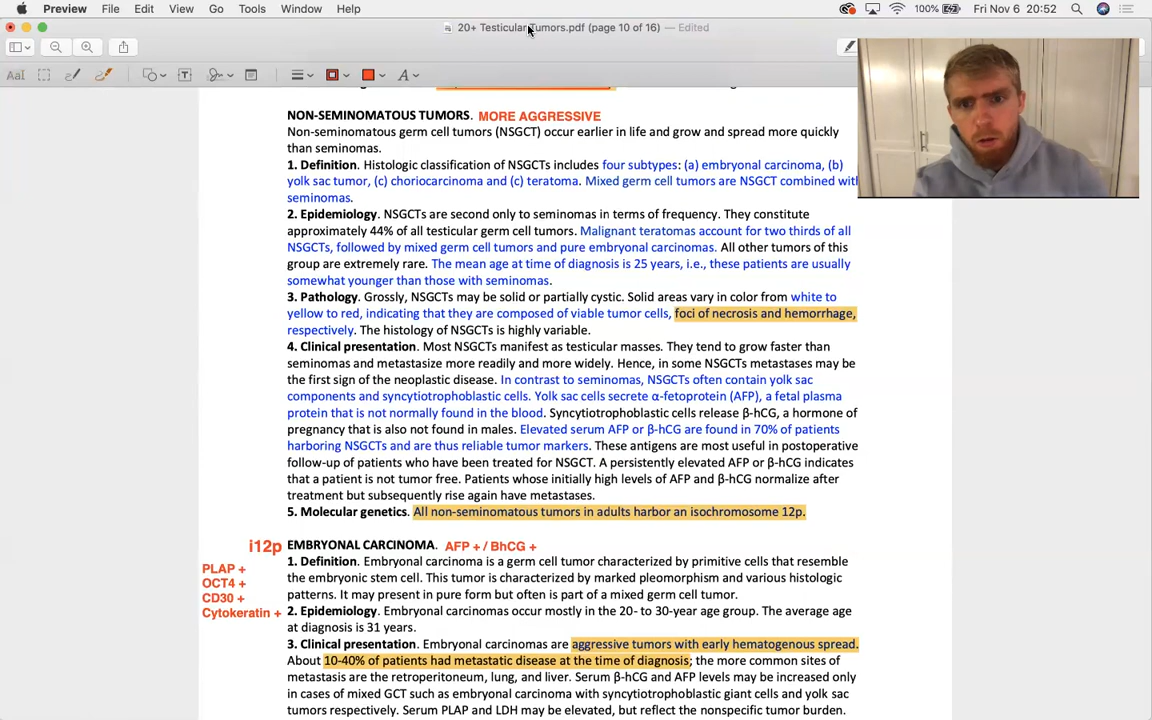 Preview File Edit View Go Tools Window Help 100% Fri Nov 6 20:52
20+ Testicular Tumors.pdf (page 10 of 16) — Edited
NON-SEMINOMATOUS TUMORS. MORE AGGRESSIVE
Non-seminomatous germ cell tumors (NSGCT) occur earlier in life and grow and spread more quickly
than seminomas.
1. Definition. Histologic classification of NSGCTs includes four subtypes: (a) embryonal carcinoma, (b)
yolk sac tumor, (c) choriocarcinoma and (c) teratoma. Mixed germ cell tumors are NSGCT combined with
seminomas.
2. Epidemiology. NSGCTs are second only to seminomas in terms of frequency. They constitute
approximately 44% of all testicular germ cell tumors. Malignant teratomas account for two thirds of all
NSGCTs, followed by mixed germ cell tumors and pure embryonal carcinomas. All other tumors of this
group are extremely rare. The mean age at time of diagnosis is 25 years, i.e., these patients are usually
somewhat younger than those with seminomas.
3. Pathology. Grossly, NSGCTs may be solid or partially cystic. Solid areas vary in color from white to
yellow to red, indicating that they are composed of viable tumor cells, foci of necrosis and hemorrhage,
respectively. The histology of NSGCTs is highly variable.
4. Clinical presentation. Most NSGCTs manifest as testicular masses. They tend to grow faster than
seminomas and metastasize more readily and more widely. Hence, in some NSGCTs metastases may be
the first sign of the neoplastic disease. In contrast to seminomas, NSGCTs often contain yolk sac
components and syncytiotrophoblastic cells. Yolk sac cells secrete α-fetoprotein (AFP), a fetal plasma
protein that is not normally found in the blood. Syncytiotrophoblastic cells release β-hCG, a hormone of
pregnancy that is also not found in males. Elevated serum AFP or β-hCG are found in 70% of patients
harboring NSGCTs and are thus reliable tumor markers. These antigens are most useful in postoperative
follow-up of patients who have been treated for NSGCT. A persistently elevated AFP or β-hCG indicates
that a patient is not tumor free. Patients whose initially high levels of AFP and β-hCG normalize after
treatment but subsequently rise again have metastases.
5. Molecular genetics. All non-seminomatous tumors in adults harbor an isochromosome 12p.
i12p EMBRYONAL CARCINOMA. AFP + / BhCG +
PLAP +
OCT4 +
CD30 +
Cytokeratin +
1. Definition. Embryonal carcinoma is a germ cell tumor characterized by primitive cells that resemble
the embryonic stem cell. This tumor is characterized by marked pleomorphism and various histologic
patterns. It may present in pure form but often is part of a mixed germ cell tumor.
2. Epidemiology. Embryonal carcinomas occur mostly in the 20- to 30-year age group. The average age
at diagnosis is 31 years.
3. Clinical presentation. Embryonal carcinomas are aggressive tumors with early hematogenous spread.
About 10-40% of patients had metastatic disease at the time of diagnosis; the more common sites of
metastasis are the retroperitoneum, lung, and liver. Serum β-hCG and AFP levels may be increased only
in cases of mixed GCT such as embryonal carcinoma with syncytiotrophoblastic giant cells and yolk sac
tumors respectively. Serum PLAP and LDH may be elevated, but reflect the nonspecific tumor burden.